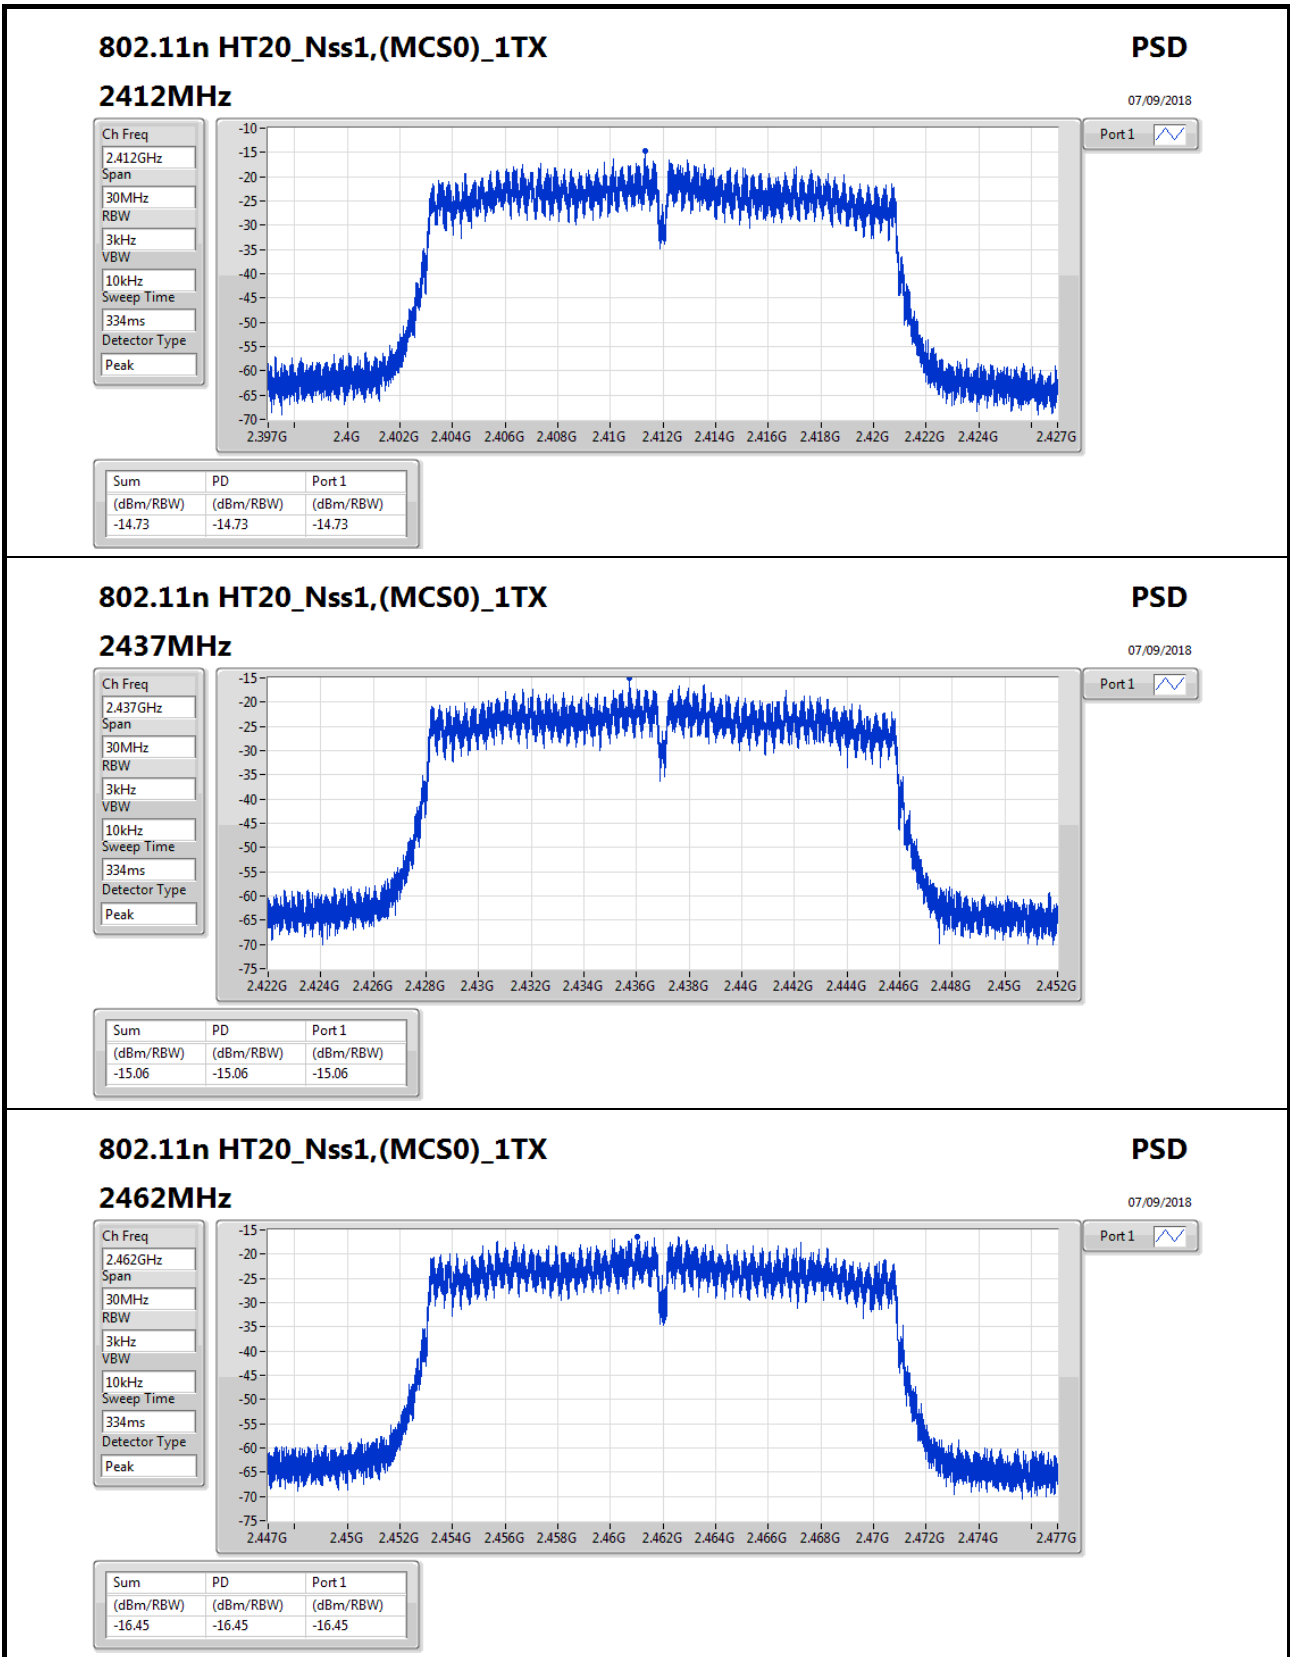 802.11n HT20_Nss1,(MCS0)_1TX PSD
2412MHz 07/09/2018
Ch Freq
2.412GHz
Span
30MHz
RBW
3kHz
VBW
10kHz
Sweep Time
334ms
Detector Type
Peak
-10
-15
-20
-25
-30
-35
-40
-45
-50
-55
-60
-65
-70
2.397G 2.4G 2.402G 2.404G 2.406G 2.408G 2.41G 2.412G 2.414G 2.416G 2.418G 2.42G 2.422G 2.424G 2.427G
Port 1
Sum PD Port 1
(dBm/RBW) (dBm/RBW) (dBm/RBW)
-14.73 -14.73 -14.73
802.11n HT20_Nss1,(MCS0)_1TX PSD
2437MHz 07/09/2018
Ch Freq
2.437GHz
Span
30MHz
RBW
3kHz
VBW
10kHz
Sweep Time
334ms
Detector Type
Peak
-15
-20
-25
-30
-35
-40
-45
-50
-55
-60
-65
-70
-75
2.422G 2.424G 2.426G 2.428G 2.43G 2.432G 2.434G 2.436G 2.438G 2.44G 2.442G 2.444G 2.446G 2.448G 2.45G 2.452G
Port 1
Sum PD Port 1
(dBm/RBW) (dBm/RBW) (dBm/RBW)
-15.06 -15.06 -15.06
802.11n HT20_Nss1,(MCS0)_1TX PSD
2462MHz 07/09/2018
Ch Freq
2.462GHz
Span
30MHz
RBW
3kHz
VBW
10kHz
Sweep Time
334ms
Detector Type
Peak
-15
-20
-25
-30
-35
-40
-45
-50
-55
-60
-65
-70
-75
2.447G 2.45G 2.452G 2.454G 2.456G 2.458G 2.46G 2.462G 2.464G 2.466G 2.468G 2.47G 2.472G 2.474G 2.477G
Port 1
Sum PD Port 1
(dBm/RBW) (dBm/RBW) (dBm/RBW)
-16.45 -16.45 -16.45